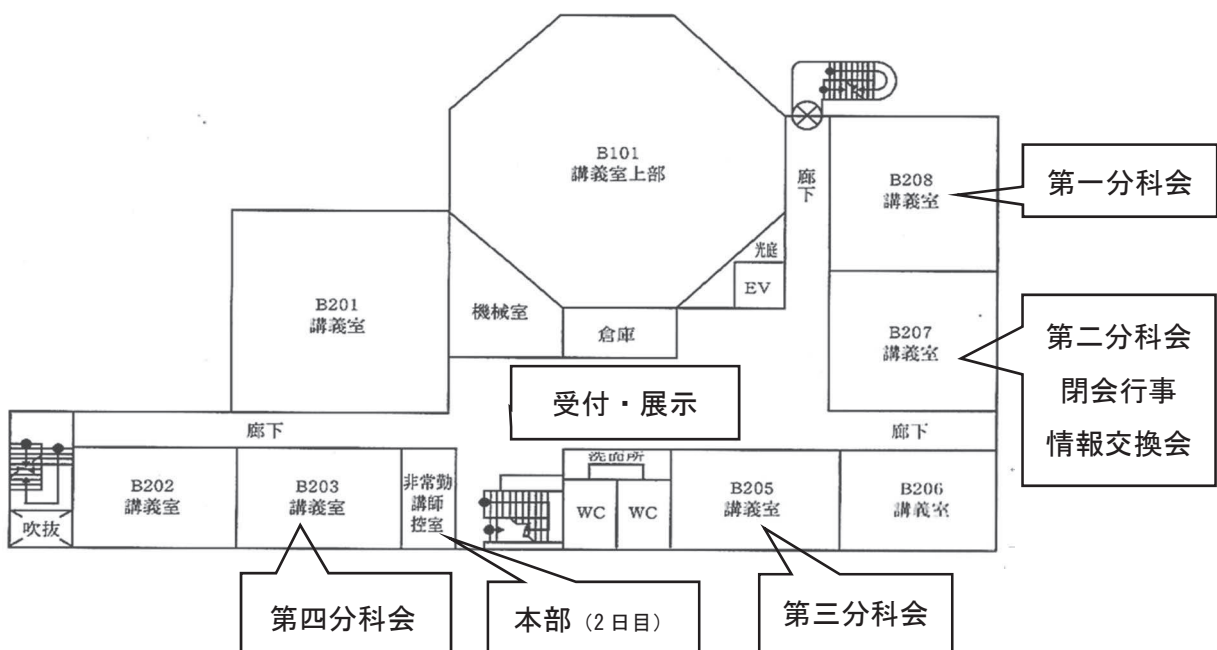 B101
講義室上部
廊下
B208
講義室
第一分科会
光庭
EV
B201
講義室
機械室
倉庫
B207
講義室
第二分科会
閉会行事
情報交換会
受付・展示
廊下
廊下
洗面所
B202
講義室
B203
講義室
非常勤
講師
控室
WC
WC
B205
講義室
B206
講義室
吹抜
第四分科会
本部（2日目）
第三分科会